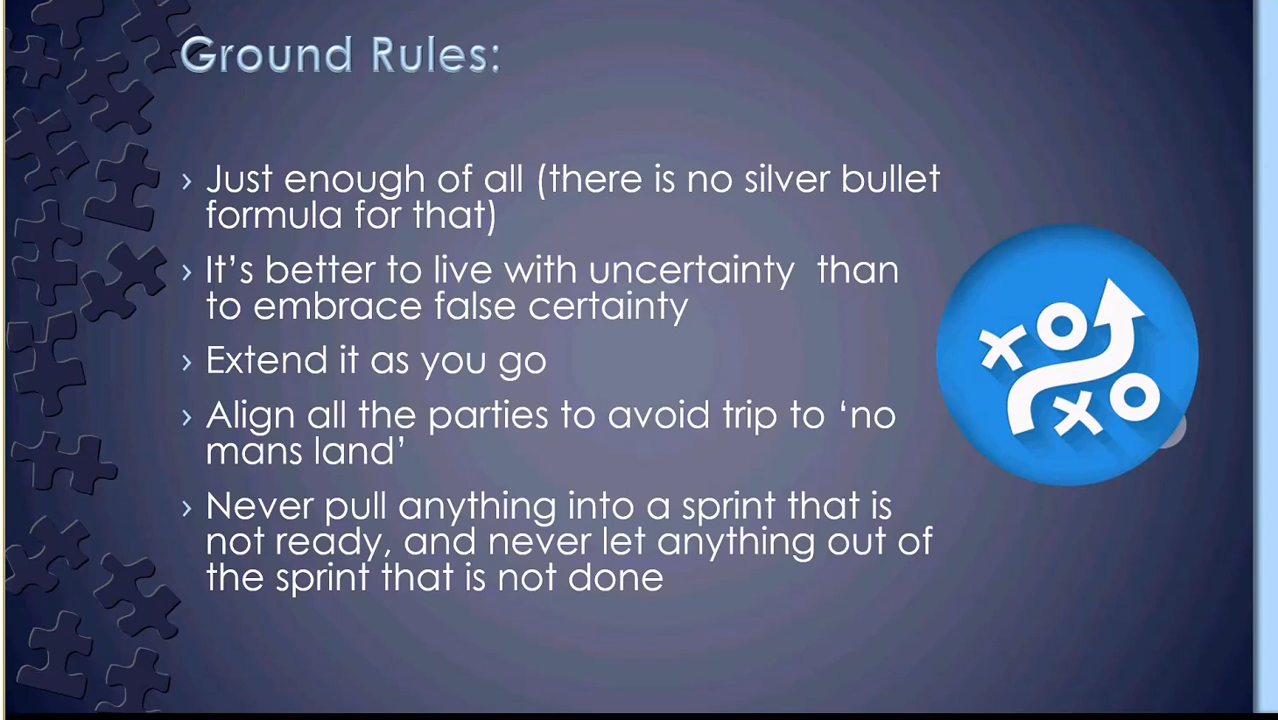 Ground Rules:
› Just enough of all (there is no silver bullet
formula for that)
› It’s better to live with uncertainty  than
to embrace false certainty
› Extend it as you go
› Align all the parties to avoid trip to ‘no
mans land’
› Never pull anything into a sprint that is
not ready, and never let anything out of
the sprint that is not done